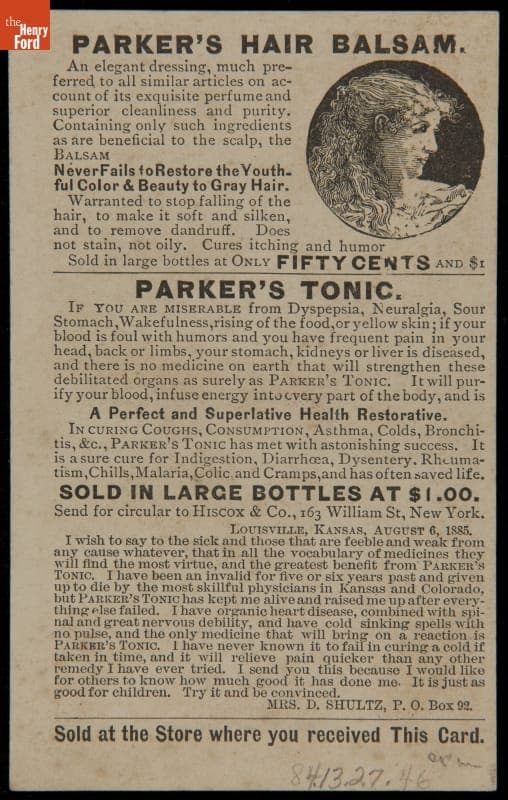 the
Henry
Ford
PARKER'S HAIR BALSAM.
An elegant dressing, much pre-
ferred to all similar articles on ac-
count of its exquisite perfume and
superior cleanliness and purity.
Containing only such ingredients
as are beneficial to the scalp, the
BALSAM
Never Fails to Restore the Youth-
ful Color & Beauty to Gray Hair.
Warranted to stop falling of the
hair, to make it soft and silken,
and to remove dandruff. Does
not stain, not oily. Cures itching and humor
Sold in large bottles at ONLY FIFTY CENTS AND $1
PARKER'S TONIC.
IF YOU ARE MISERABLE from Dyspepsia, Neuralgia, Sour
Stomach, Wakefulness, rising of the food, or yellow skin; if your
blood is foul with humors and you have frequent pain in your
head, back or limbs, your stomach, kidneys or liver is diseased,
and there is no medicine on earth that will strengthen these
debilitated organs as surely as PARKER'S TONIC. It will pur-
ify your blood, infuse energy into every part of the body, and is
A Perfect and Superlative Health Restorative.
IN CURING COUGHS, CONSUMPTION, Asthma, Colds, Bronchi-
tis, &c., PARKER'S TONIC has met with astonishing success. It
is a sure cure for Indigestion, Diarrhœa, Dysentery. Rheuma-
tism, Chills, Malaria, Colic and Cramps, and has often saved life.
SOLD IN LARGE BOTTLES AT $1.00.
Send for circular to HISCOX & Co., 163 William St, New York.
LOUISVILLE, KANSAS, AUGUST 6, 1885.
I wish to say to the sick and those that are feeble and weak from
any cause whatever, that in all the vocabulary of medicines they
will find the most virtue, and the greatest benefit from PARKER'S
TONIC. I have been an invalid for five or six years past and given
up to die by the most skillful physicians in Kansas and Colorado,
but PARKER'S TONIC has kept me alive and raised me up after every-
thing else failed. I have organic heart disease, combined with spi-
nal and great nervous debility, and have cold sinking spells with
no pulse, and the only medicine that will bring on a reaction is
PARKER'S TONIC. I have never known it to fail in curing a cold if
taken in time, and it will relieve pain quicker than any other
remedy I have ever tried. I send you this because I would like
for others to know how much good it has done me. It is just as
good for children. Try it and be convinced.
MRS. D. SHULTZ, P. O. Box 92.
Sold at the Store where you received This Card.
84.13.27.46